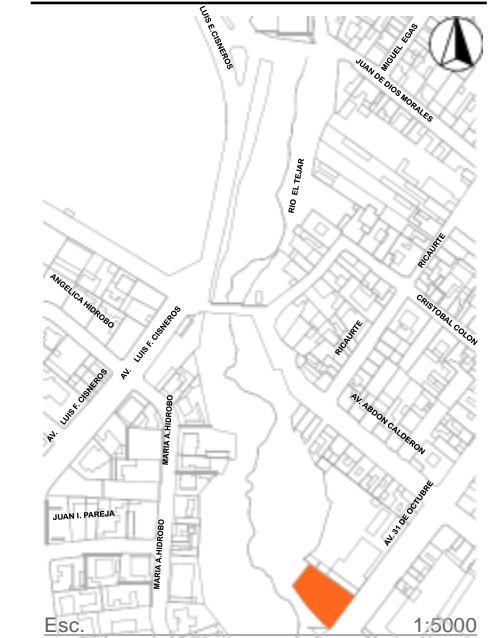 LUIS E.CISNEROS
MIGUEL EGAS
JUAN DE DIOS MORALES
RIO EL TEJAR
RICAURTE
ANGELICA HIDROBO
CRISTOBAL COLON
AV. LUIS F. CISNEROS
RICAURTE
AV. LUIS F. CISNEROS
AV. ABDON CALDERON
MARIA A.HIDROBO
AV. 31 DE OCTUBRE
JUAN I. PAREJA
MARIA A.HIDROBO
Esc. 1:5000